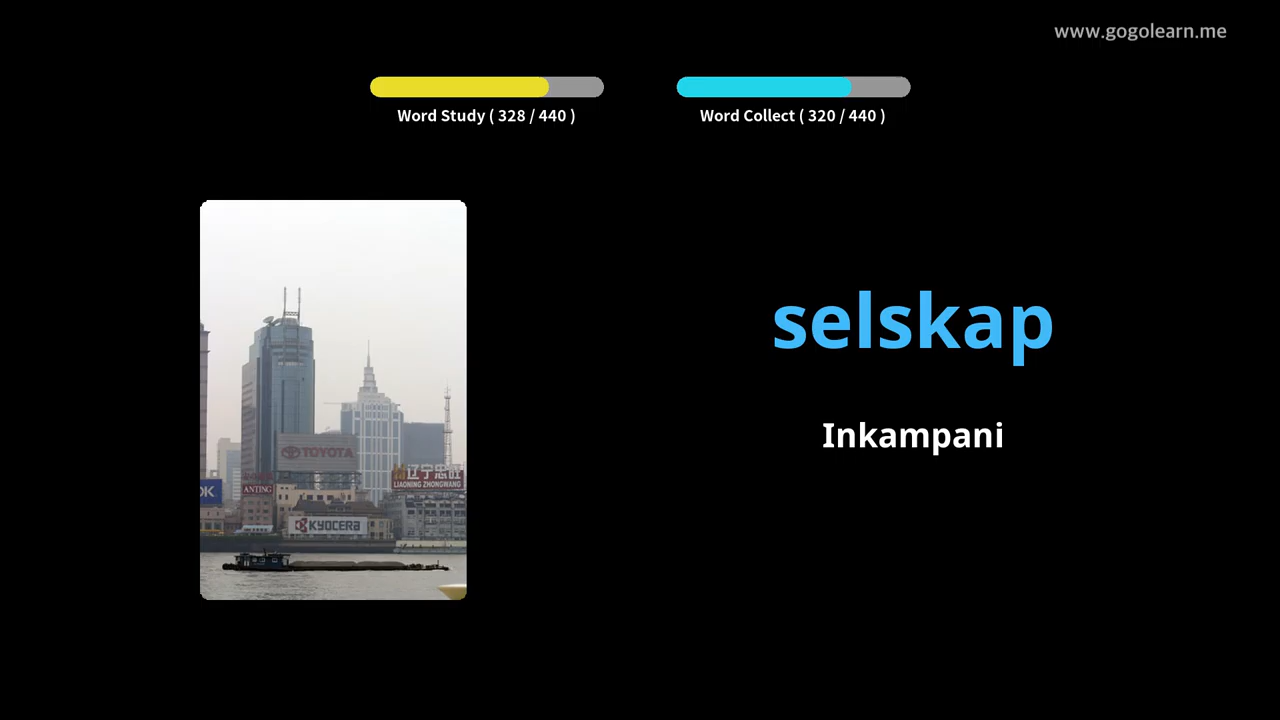 www.gogolearn.me
Word Study ( 328 / 440 )
Word Collect ( 320 / 440 )
selskap
Inkampani
TOYOTA
辽宁忠旺
LIAONING ZHONGWANG
OK
ANTING
KYOCERA